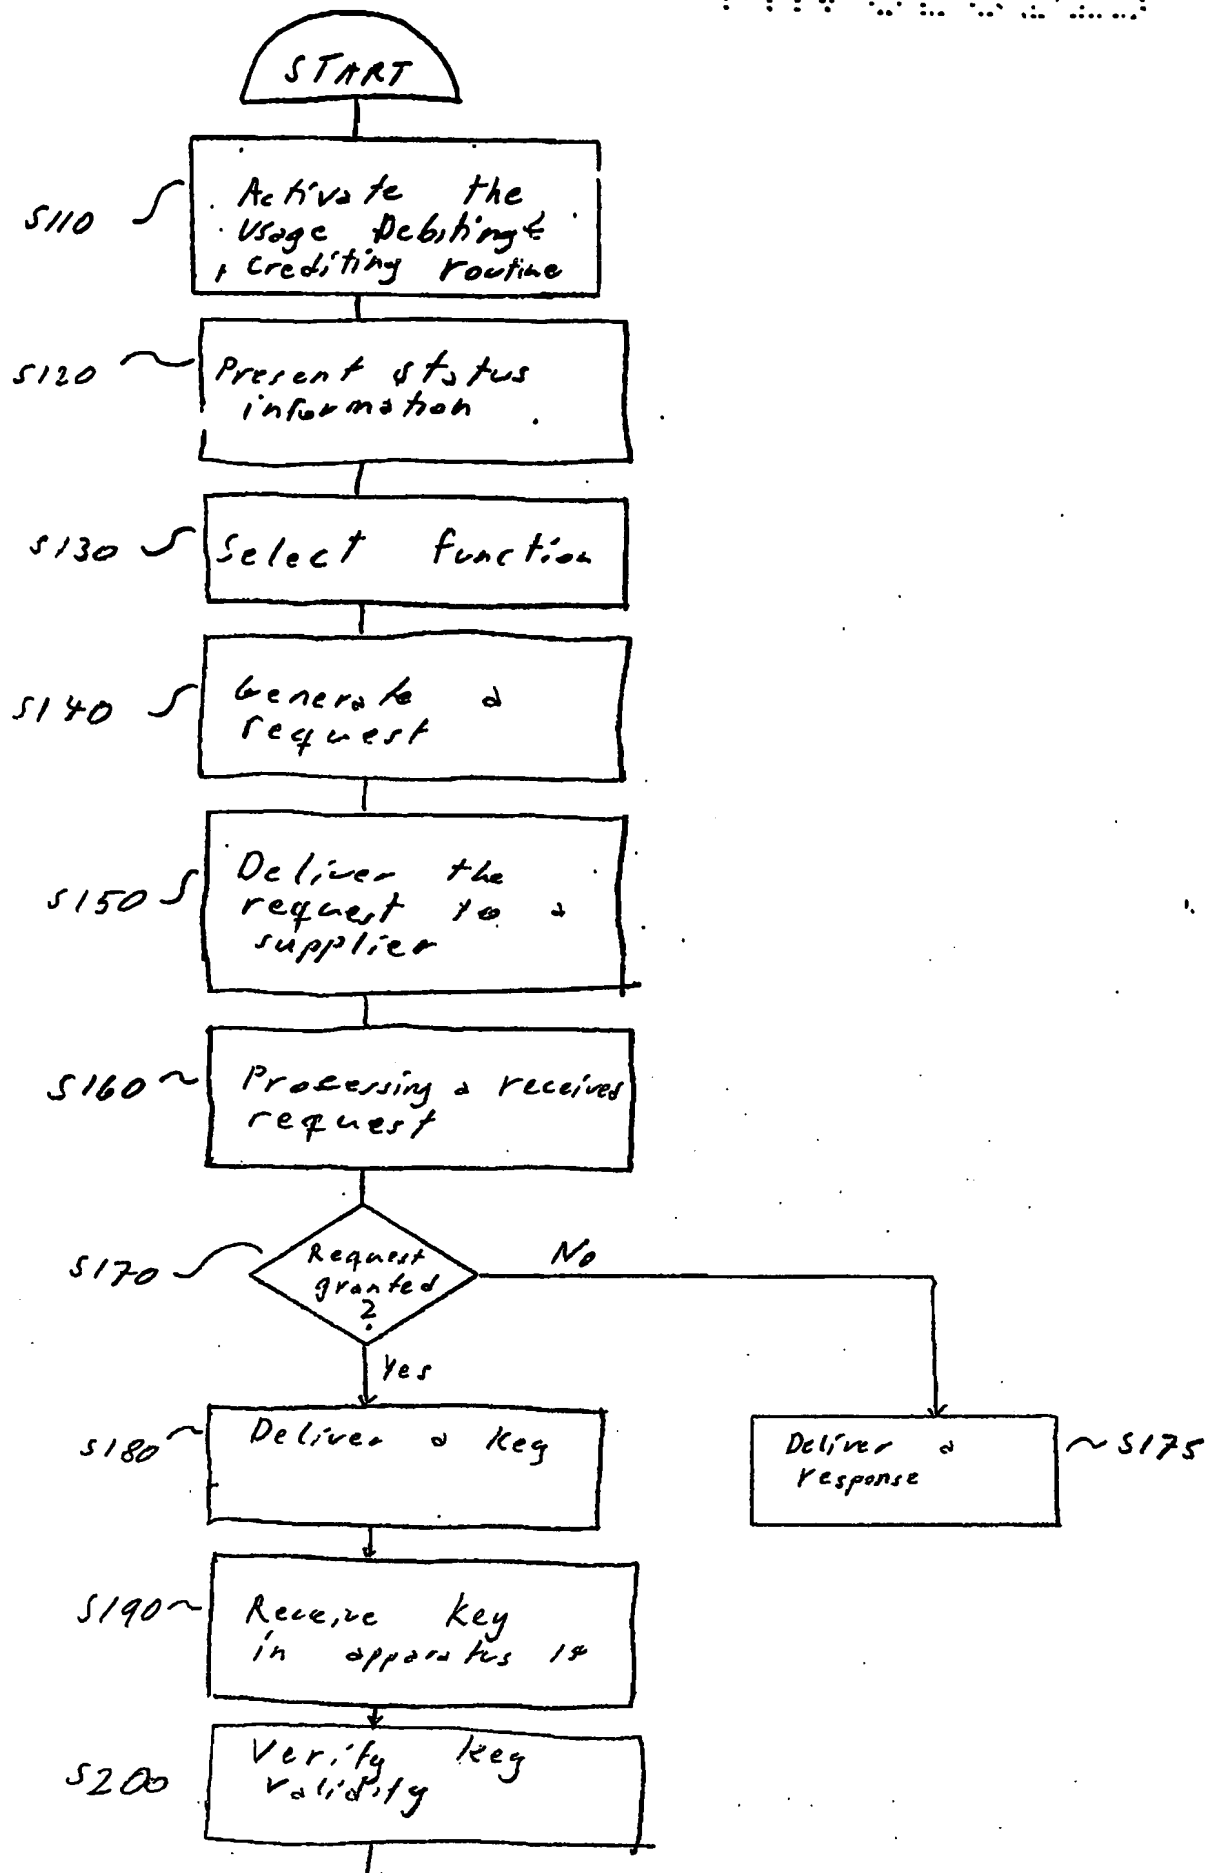 START
S110
Activate the
Usage Debiting &
crediting routine
S120
Present status
information
S130
Select function
S140
Generate a
request
S150
Deliver the
request to a
supplier
S160
Processing a received
request
S170
Request
granted
?
No
Yes
S180
Deliver a key
Deliver a
response
S175
S190
Receive key
in apparatus 14
S200
Verify key
validity